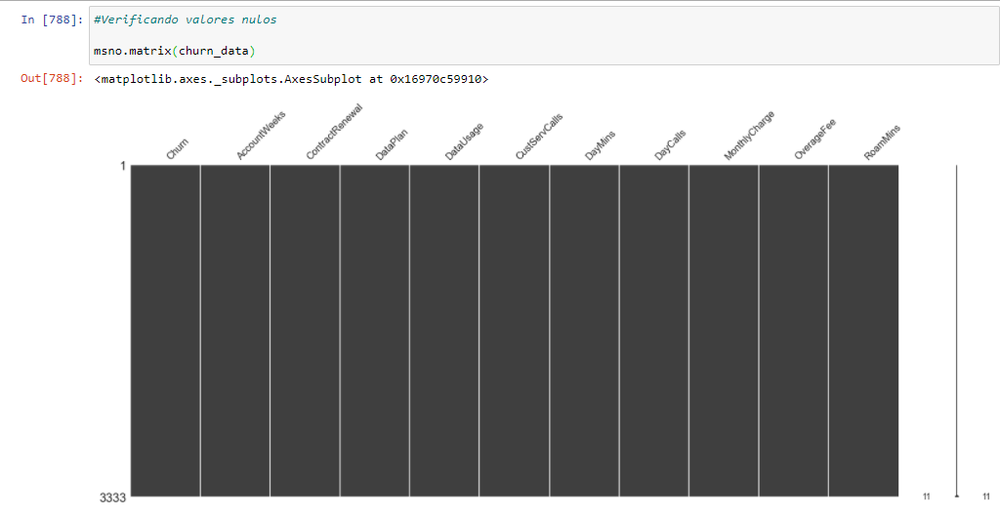 In [788]: #Verificando valores nulos
msno.matrix(churn_data)
Out[788]: <matplotlib.axes._subplots.AxesSubplot at 0x16970c59910>
Churn AccountWeeks ContractRenewal DataPlan DataUsage CustServCalls DayMins DayCalls MonthlyCharge OverageFee RoamMins
1
3333
11 11